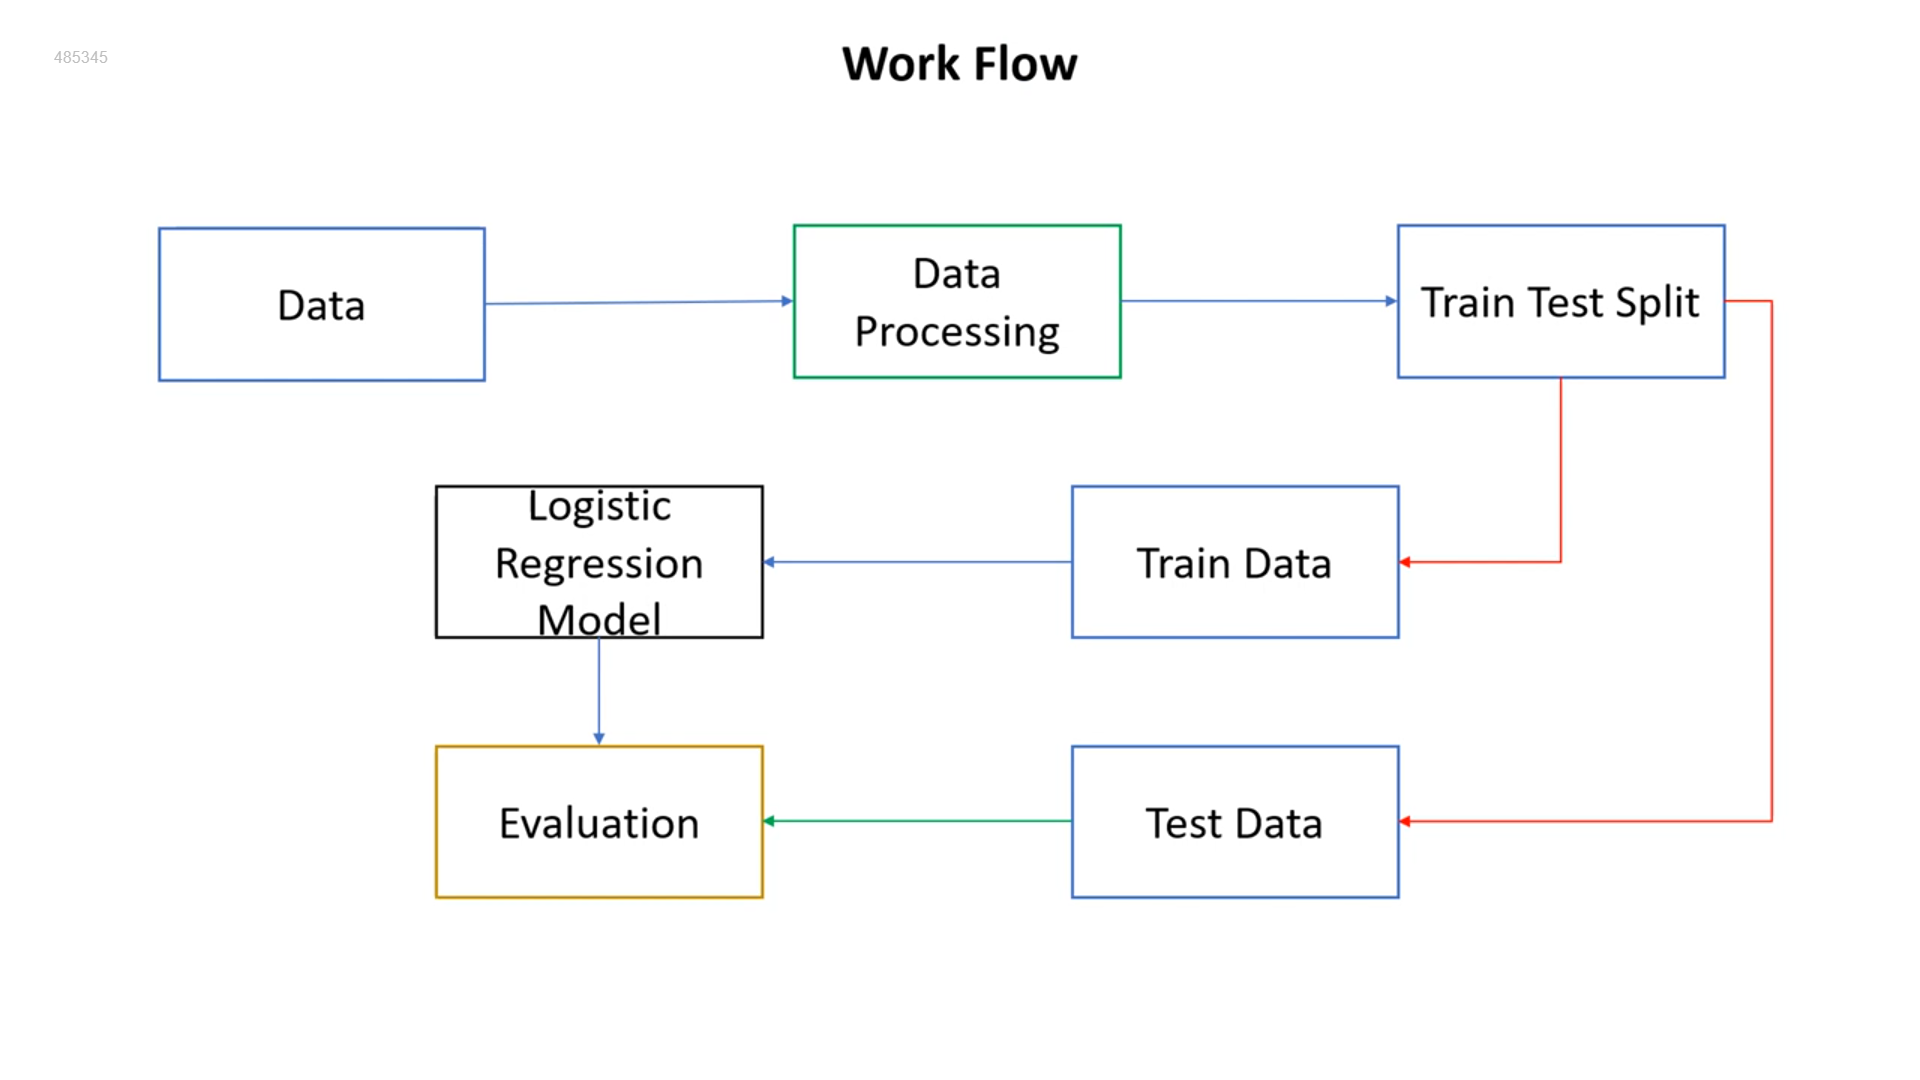 485345
Work Flow
Data
Data
Processing
Train Test Split
Logistic
Regression
Model
Train Data
Evaluation
Test Data